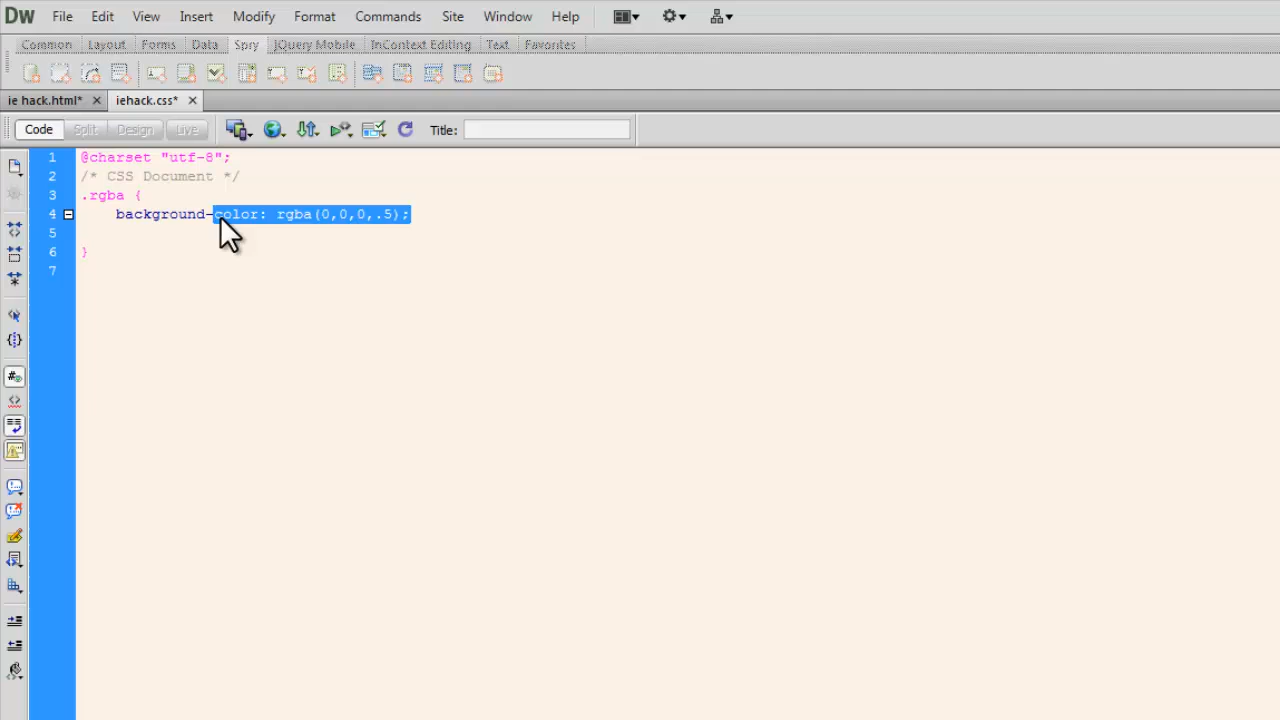 Dw File Edit View Insert Modify Format Commands Site Window Help
Common Layout Forms Data Spry jQuery Mobile InContext Editing Text Favorites
ie hack.html* iehack.css*
Code Split Design Live Title:
1 @charset "utf-8";
2 /* CSS Document */
3 .rgba {
4 background-color: rgba(0,0,0,.5);
5
6 }
7